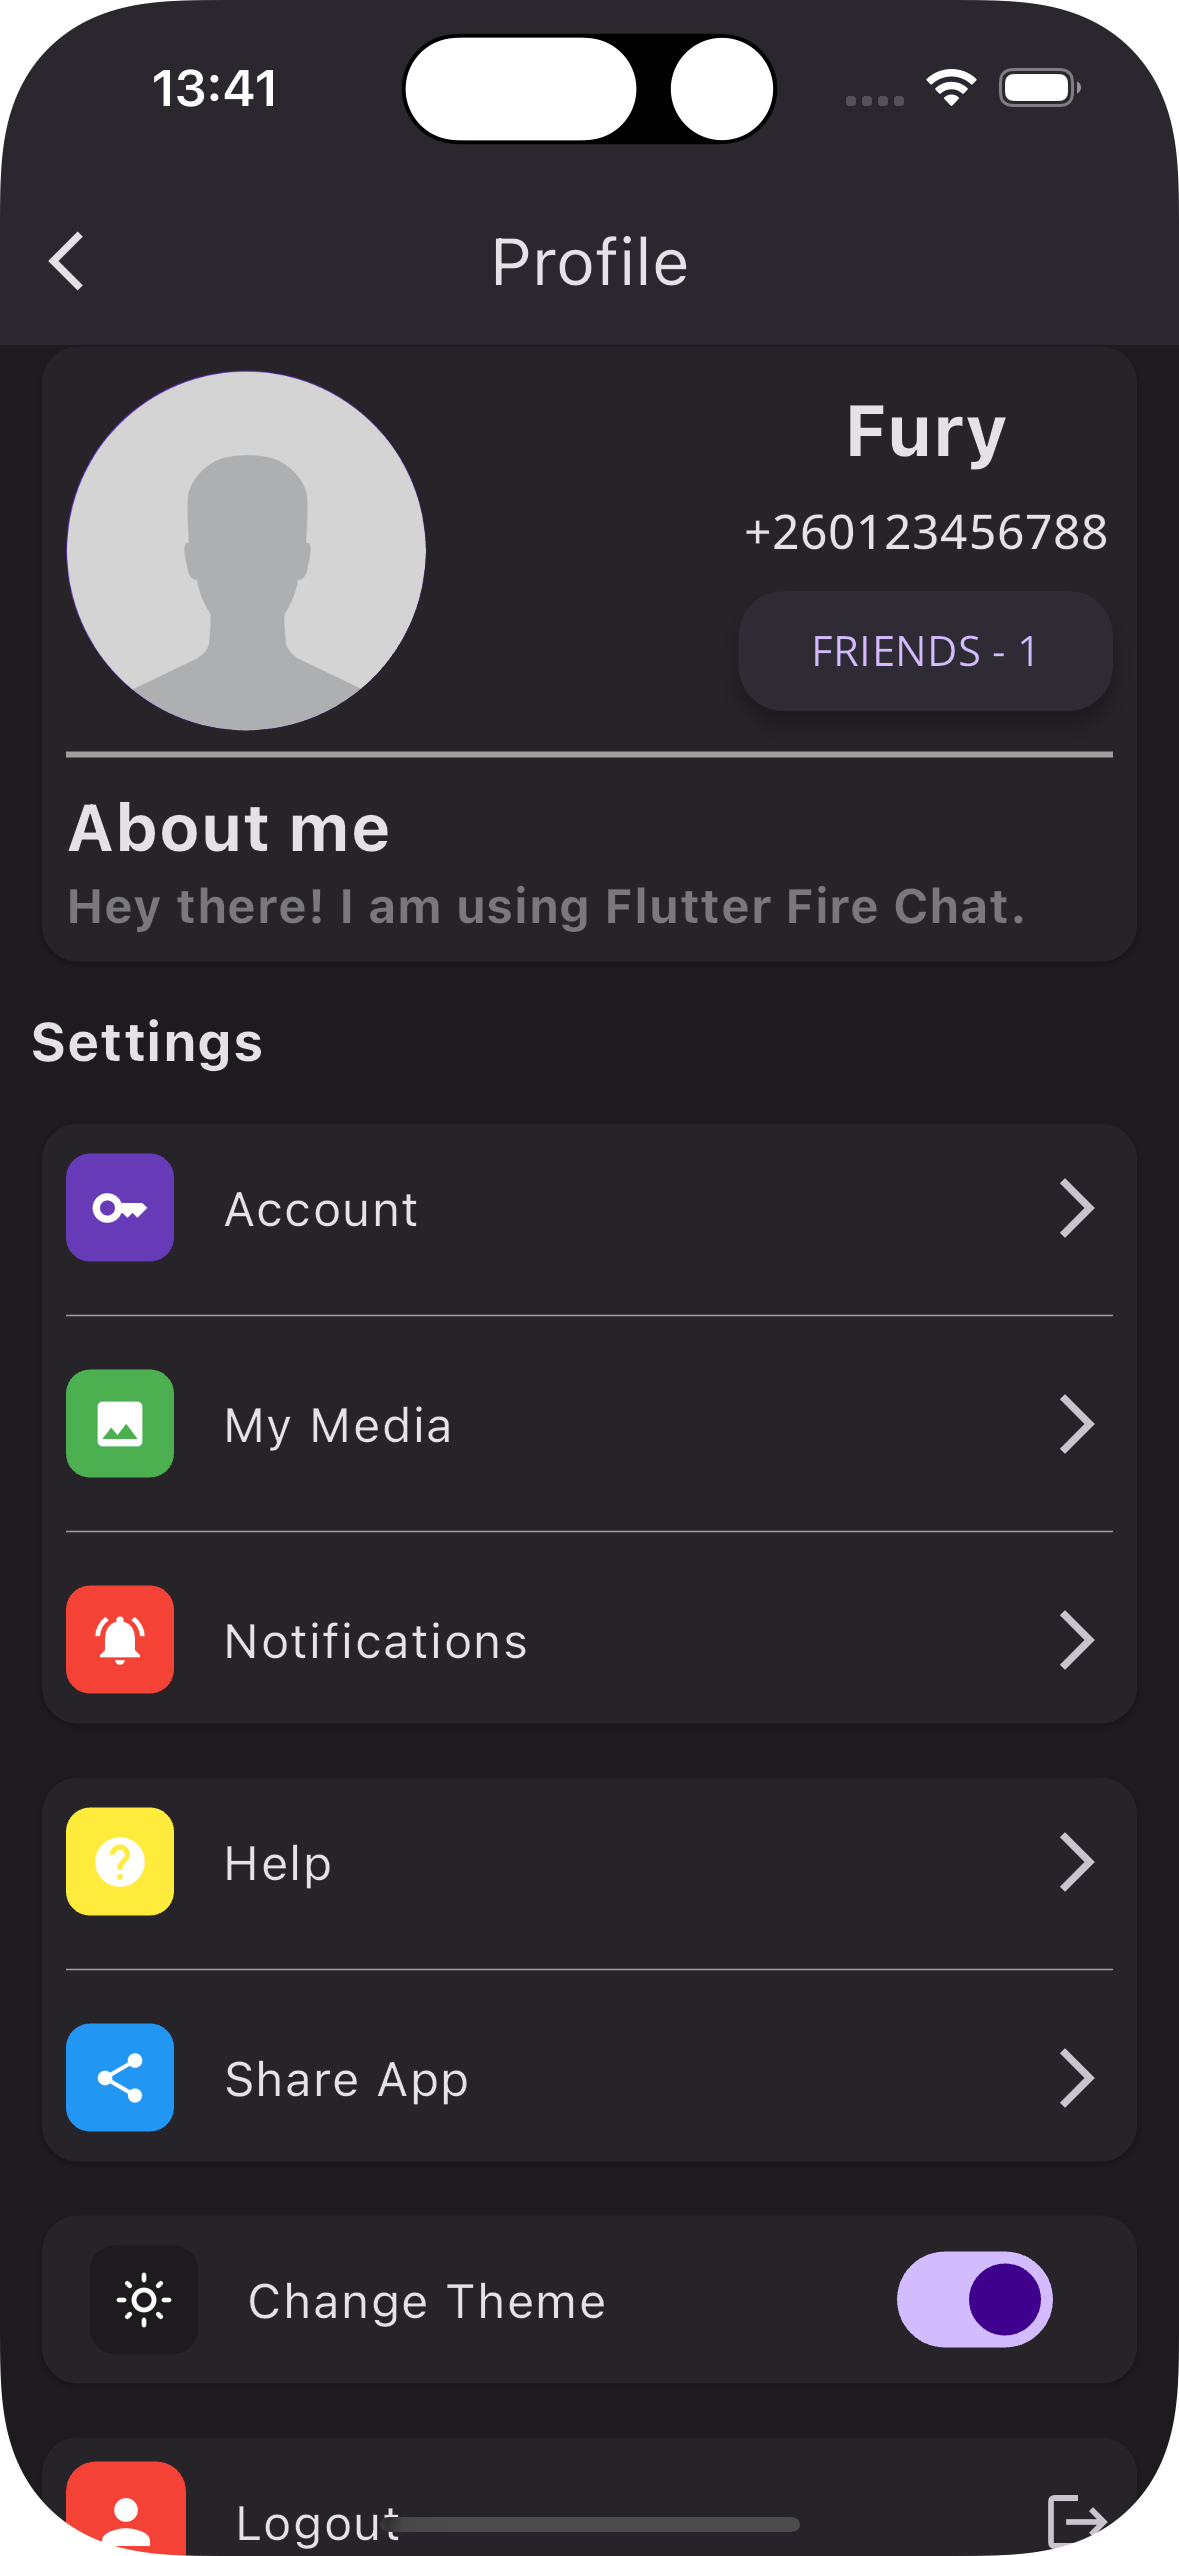 13:41
Profile
Fury
+260123456788
FRIENDS - 1
About me
Hey there! I am using Flutter Fire Chat.
Settings
Account
My Media
Notifications
Help
Share App
Change Theme
Logout